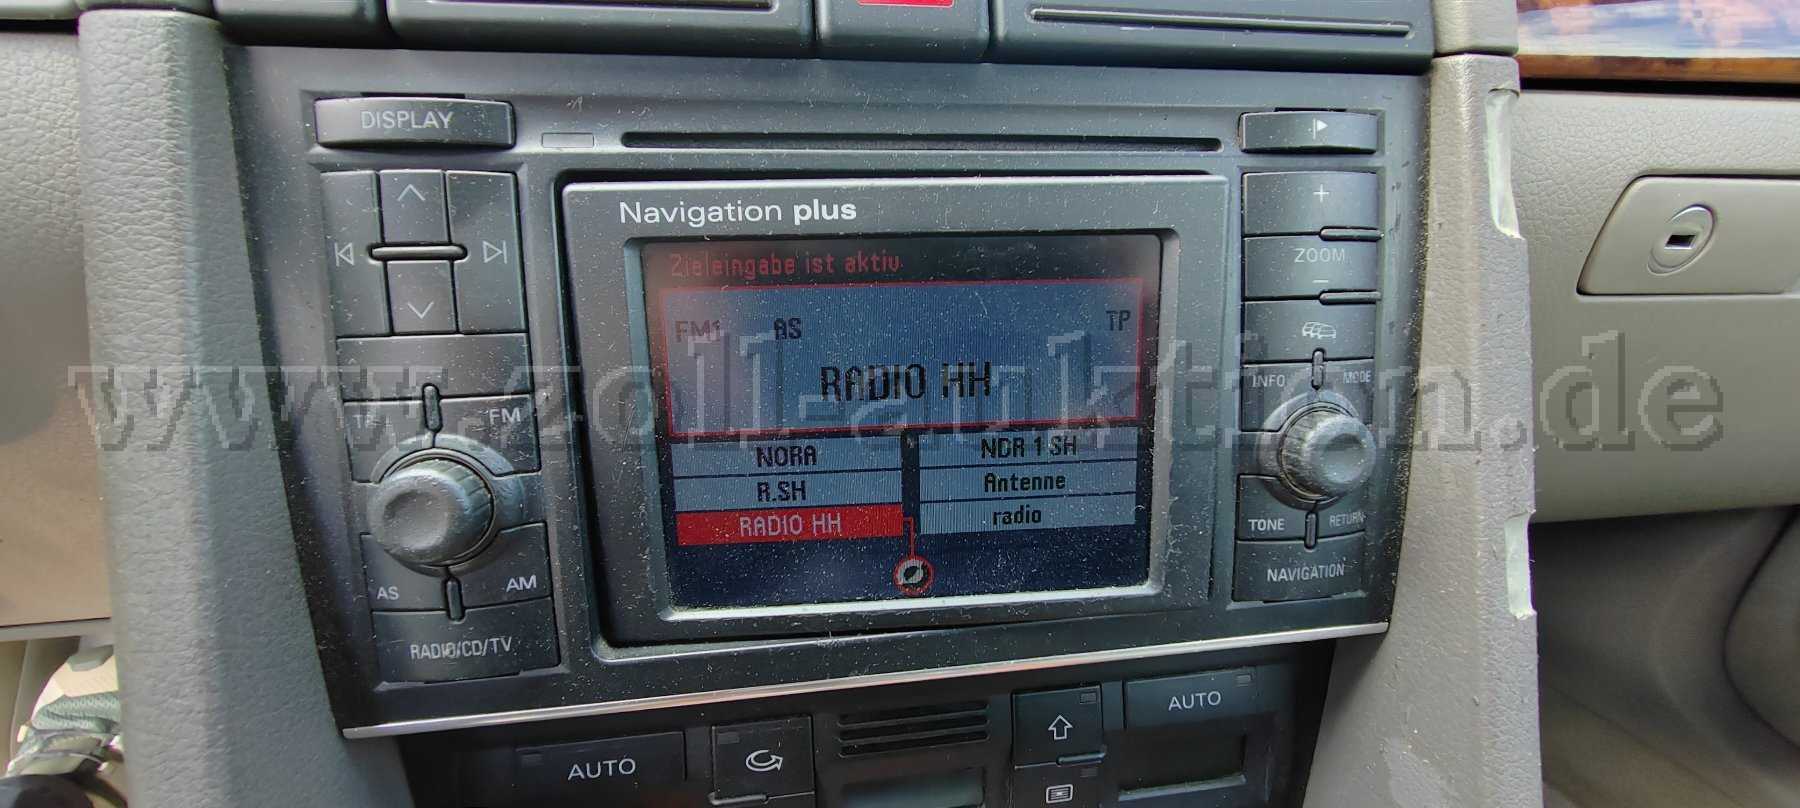 DISPLAY
Navigation plus
Zieleingabe ist aktiv
FM1 AS TP
RADIO HH
NORA NDR 1 SH
R.SH Antenne
RADIO HH radio
+
ZOOM
−
TP FM
AS AM
RADIO/CD/TV
INFO MODE
TONE RETURN
NAVIGATION
AUTO
AUTO
www.zoll-auktion.de